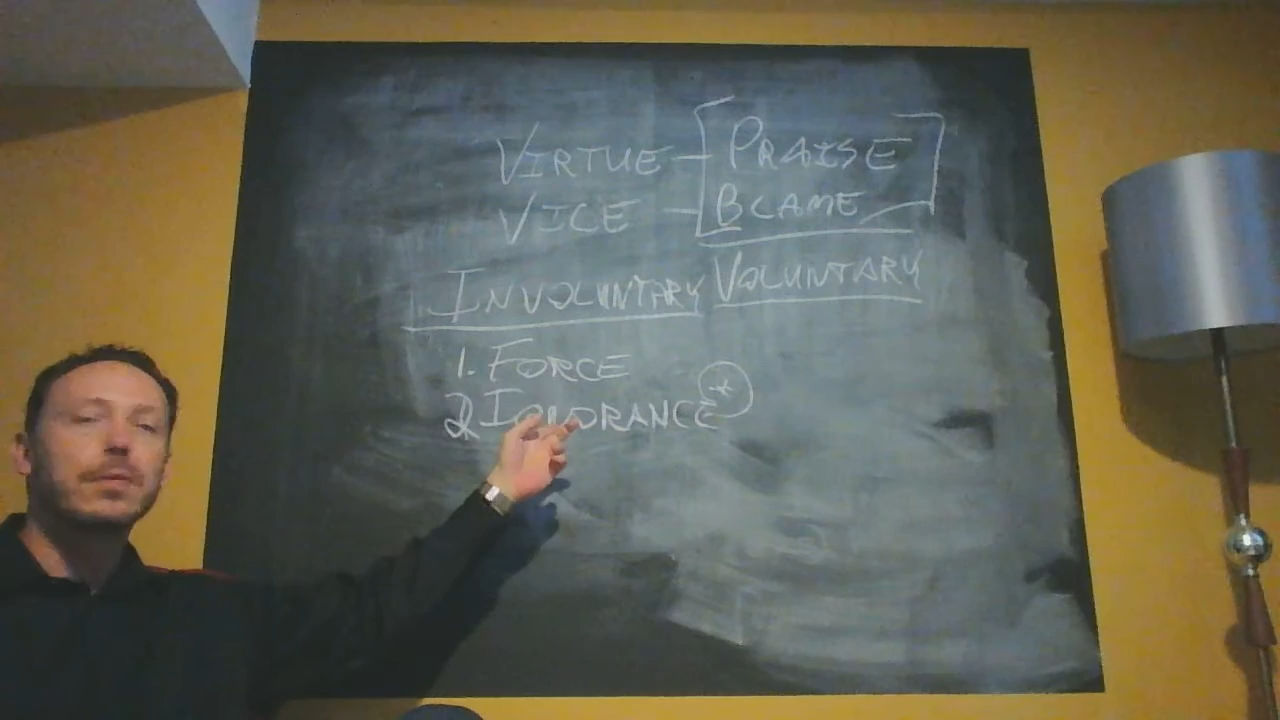 VIRTUE - PRAISE
VICE - BLAME
INVOLUNTARY VOLUNTARY
1. FORCE
2. IGNORANCE *